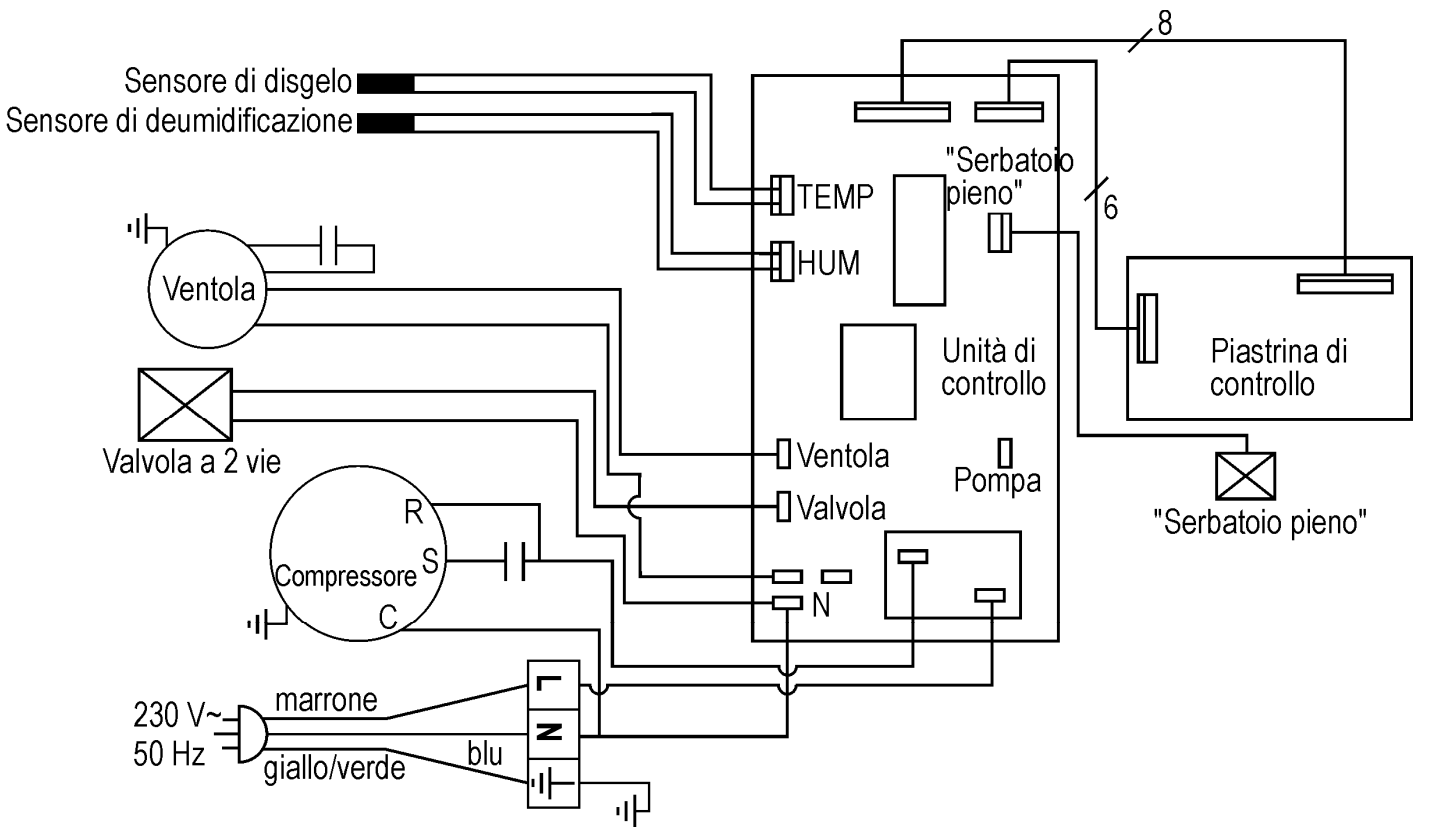 8
Sensore di disgelo
Sensore di deumidificazione
"Serbatoio
pieno"
TEMP
6
HUM
Ventola
Unità di
controllo
Piastrina di
controllo
Valvola a 2 vie
Ventola
Pompa
Valvola
"Serbatoio pieno"
R
S
Compressore
C
N
L
marrone
230 V~
N
50 Hz
blu
giallo/verde